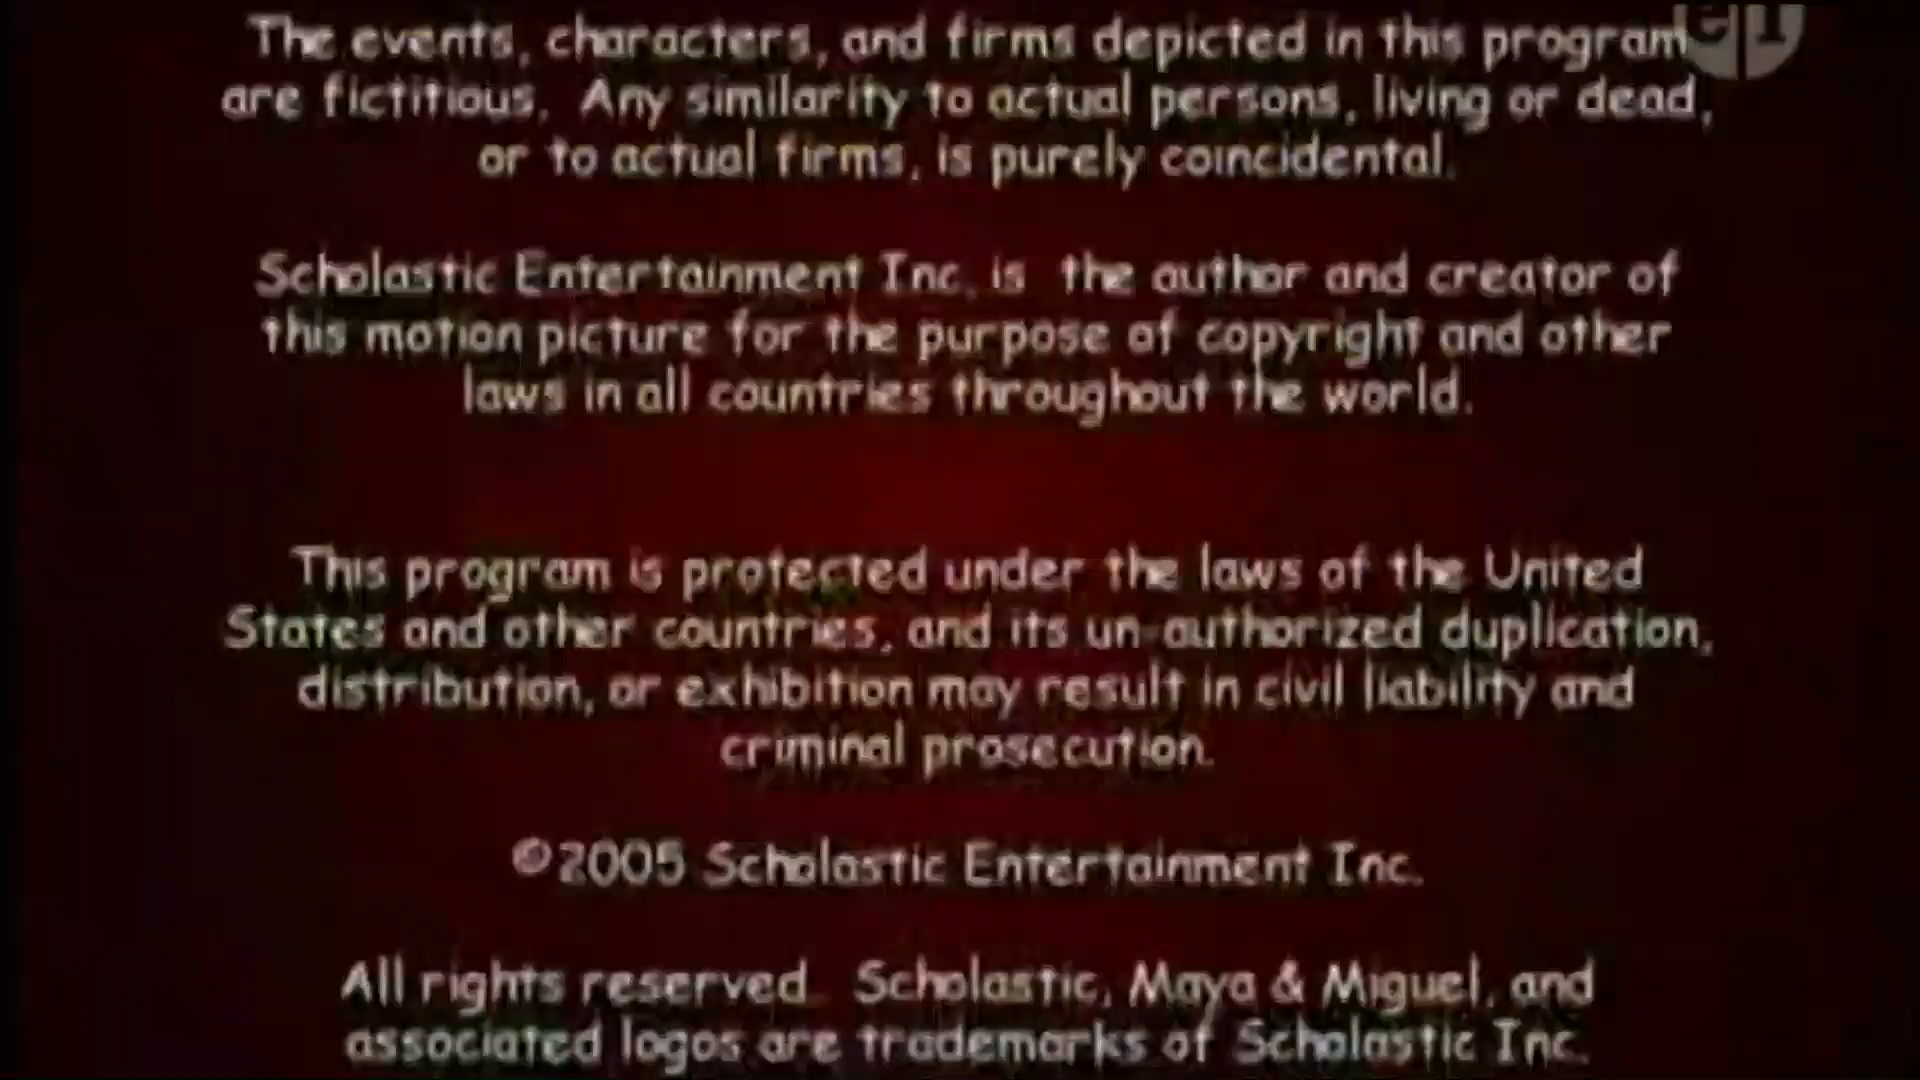 The events, characters, and firms depicted in this program
are fictitious. Any similarity to actual persons, living or dead,
or to actual firms, is purely coincidental.
Scholastic Entertainment Inc. is the author and creator of
this motion picture for the purpose of copyright and other
laws in all countries throughout the world.
This program is protected under the laws of the United
States and other countries, and its un-authorized duplication,
distribution, or exhibition may result in civil liability and
criminal prosecution.
©2005 Scholastic Entertainment Inc.
All rights reserved. Scholastic, Maya & Miguel, and
associated logos are trademarks of Scholastic Inc.